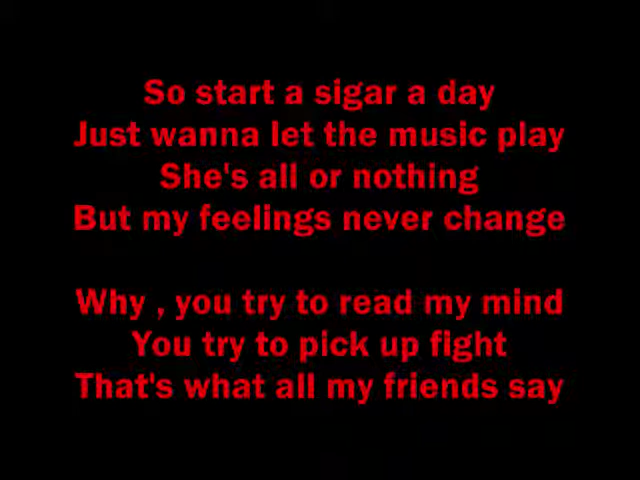 So start a sigar a day
Just wanna let the music play
She's all or nothing
But my feelings never change
Why , you try to read my mind
You try to pick up fight
That's what all my friends say